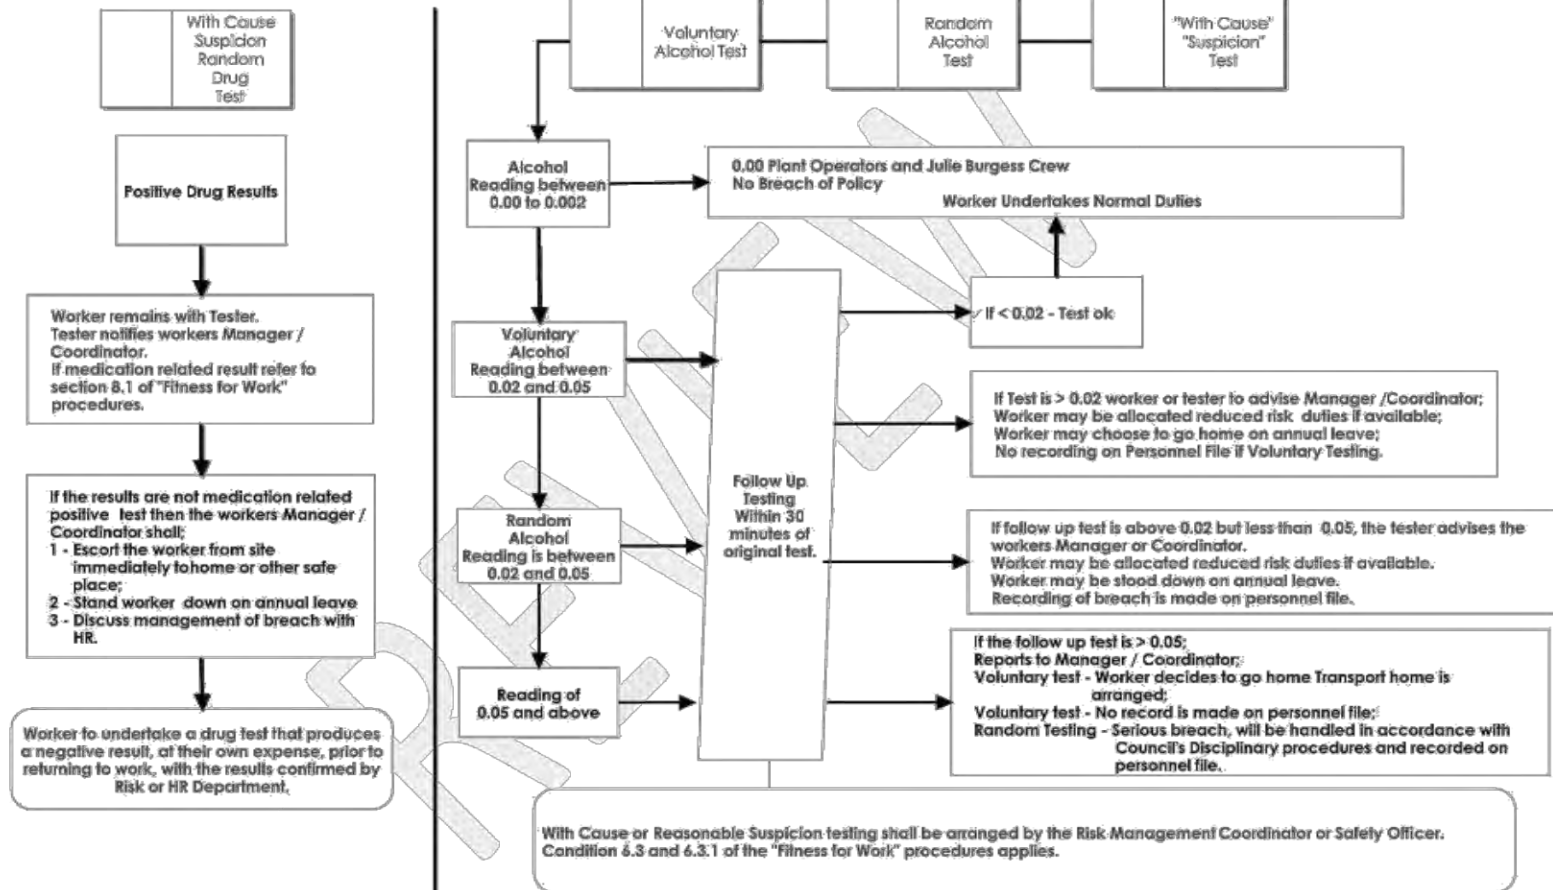 With Cause
Suspicion
Random
Drug
Test
Positive Drug Results
Worker remains with Tester.
Tester notifies workers Manager /
Coordinator.
If medication related result refer to
section 8.1 of "Fitness for Work"
procedures.
If the results are not medication related
positive test then the workers Manager /
Coordinator shall;
1 - Escort the worker from site
immediately to home or other safe
place;
2 - Stand worker down on annual leave
3 - Discuss management of breach with
HR.
Worker to undertake a drug test that produces
a negative result, at their own expense, prior to
returning to work, with the results confirmed by
Risk or HR Department.
Voluntary
Alcohol Test
Random
Alcohol
Test
"With Cause"
"Suspicion"
Test
Alcohol
Reading between
0.00 to 0.002
0.00 Plant Operators and Julie Burgess Crew
No Breach of Policy
Worker Undertakes Normal Duties
Voluntary
Alcohol
Reading between
0.02 and 0.05
Random
Alcohol
Reading is between
0.02 and 0.05
Reading of
0.05 and above
Follow Up
Testing
Within 30
minutes of
original test.
✓ If < 0.02 - Test ok
If Test is > 0.02 worker or tester to advise Manager /Coordinator;
Worker may be allocated reduced risk duties if available;
Worker may choose to go home on annual leave;
No recording on Personnel File if Voluntary Testing.
If follow up test is above 0.02 but less than 0.05, the tester advises the
workers Manager or Coordinator.
Worker may be allocated reduced risk duties if available.
Worker may be stood down on annual leave.
Recording of breach is made on personnel file.
If the follow up test is > 0.05;
Reports to Manager / Coordinator;
Voluntary test - Worker decides to go home Transport home is
arranged;
Voluntary test - No record is made on personnel file;
Random Testing - Serious breach, will be handled in accordance with
Council's Disciplinary procedures and recorded on
personnel file.
With Cause or Reasonable Suspicion testing shall be arranged by the Risk Management Coordinator or Safety Officer.
Condition 6.3 and 6.3.1 of the "Fitness for Work" procedures applies.